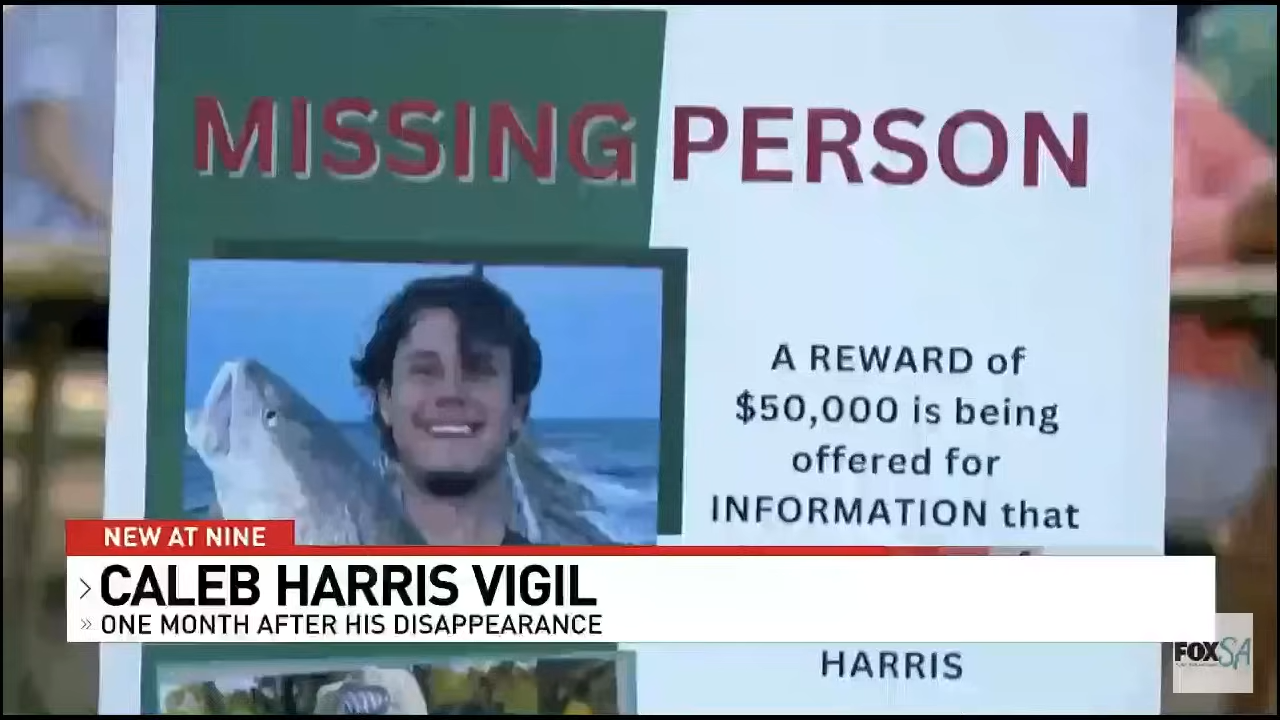 MISSING PERSON
A REWARD of
$50,000 is being
offered for
INFORMATION that
NEW AT NINE
CALEB HARRIS VIGIL
ONE MONTH AFTER HIS DISAPPEARANCE
HARRIS
FOX SA